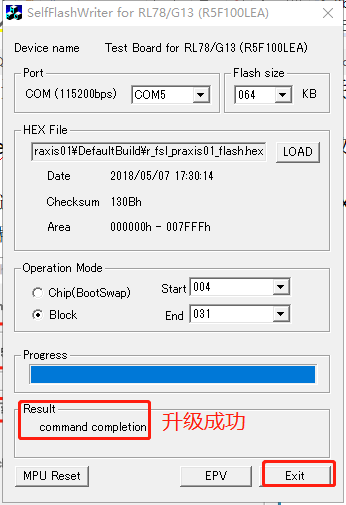 SelfFlashWriter for RL78/G13 (R5F100LEA)
Device name Test Board for RL78/G13 (R5F100LEA)
Port
COM (115200bps) COM5
Flash size
064 KB
HEX File
raxis01¥DefaultBuild¥r_fsl_praxis01_flash.hex LOAD
Date 2018/05/07 17:30:14
Checksum 130Bh
Area 000000h - 007FFFh
Operation Mode
Chip(BootSwap)
Block
Start 004
End 031
Progress
Result
command completion
升级成功
MPU Reset EPV Exit